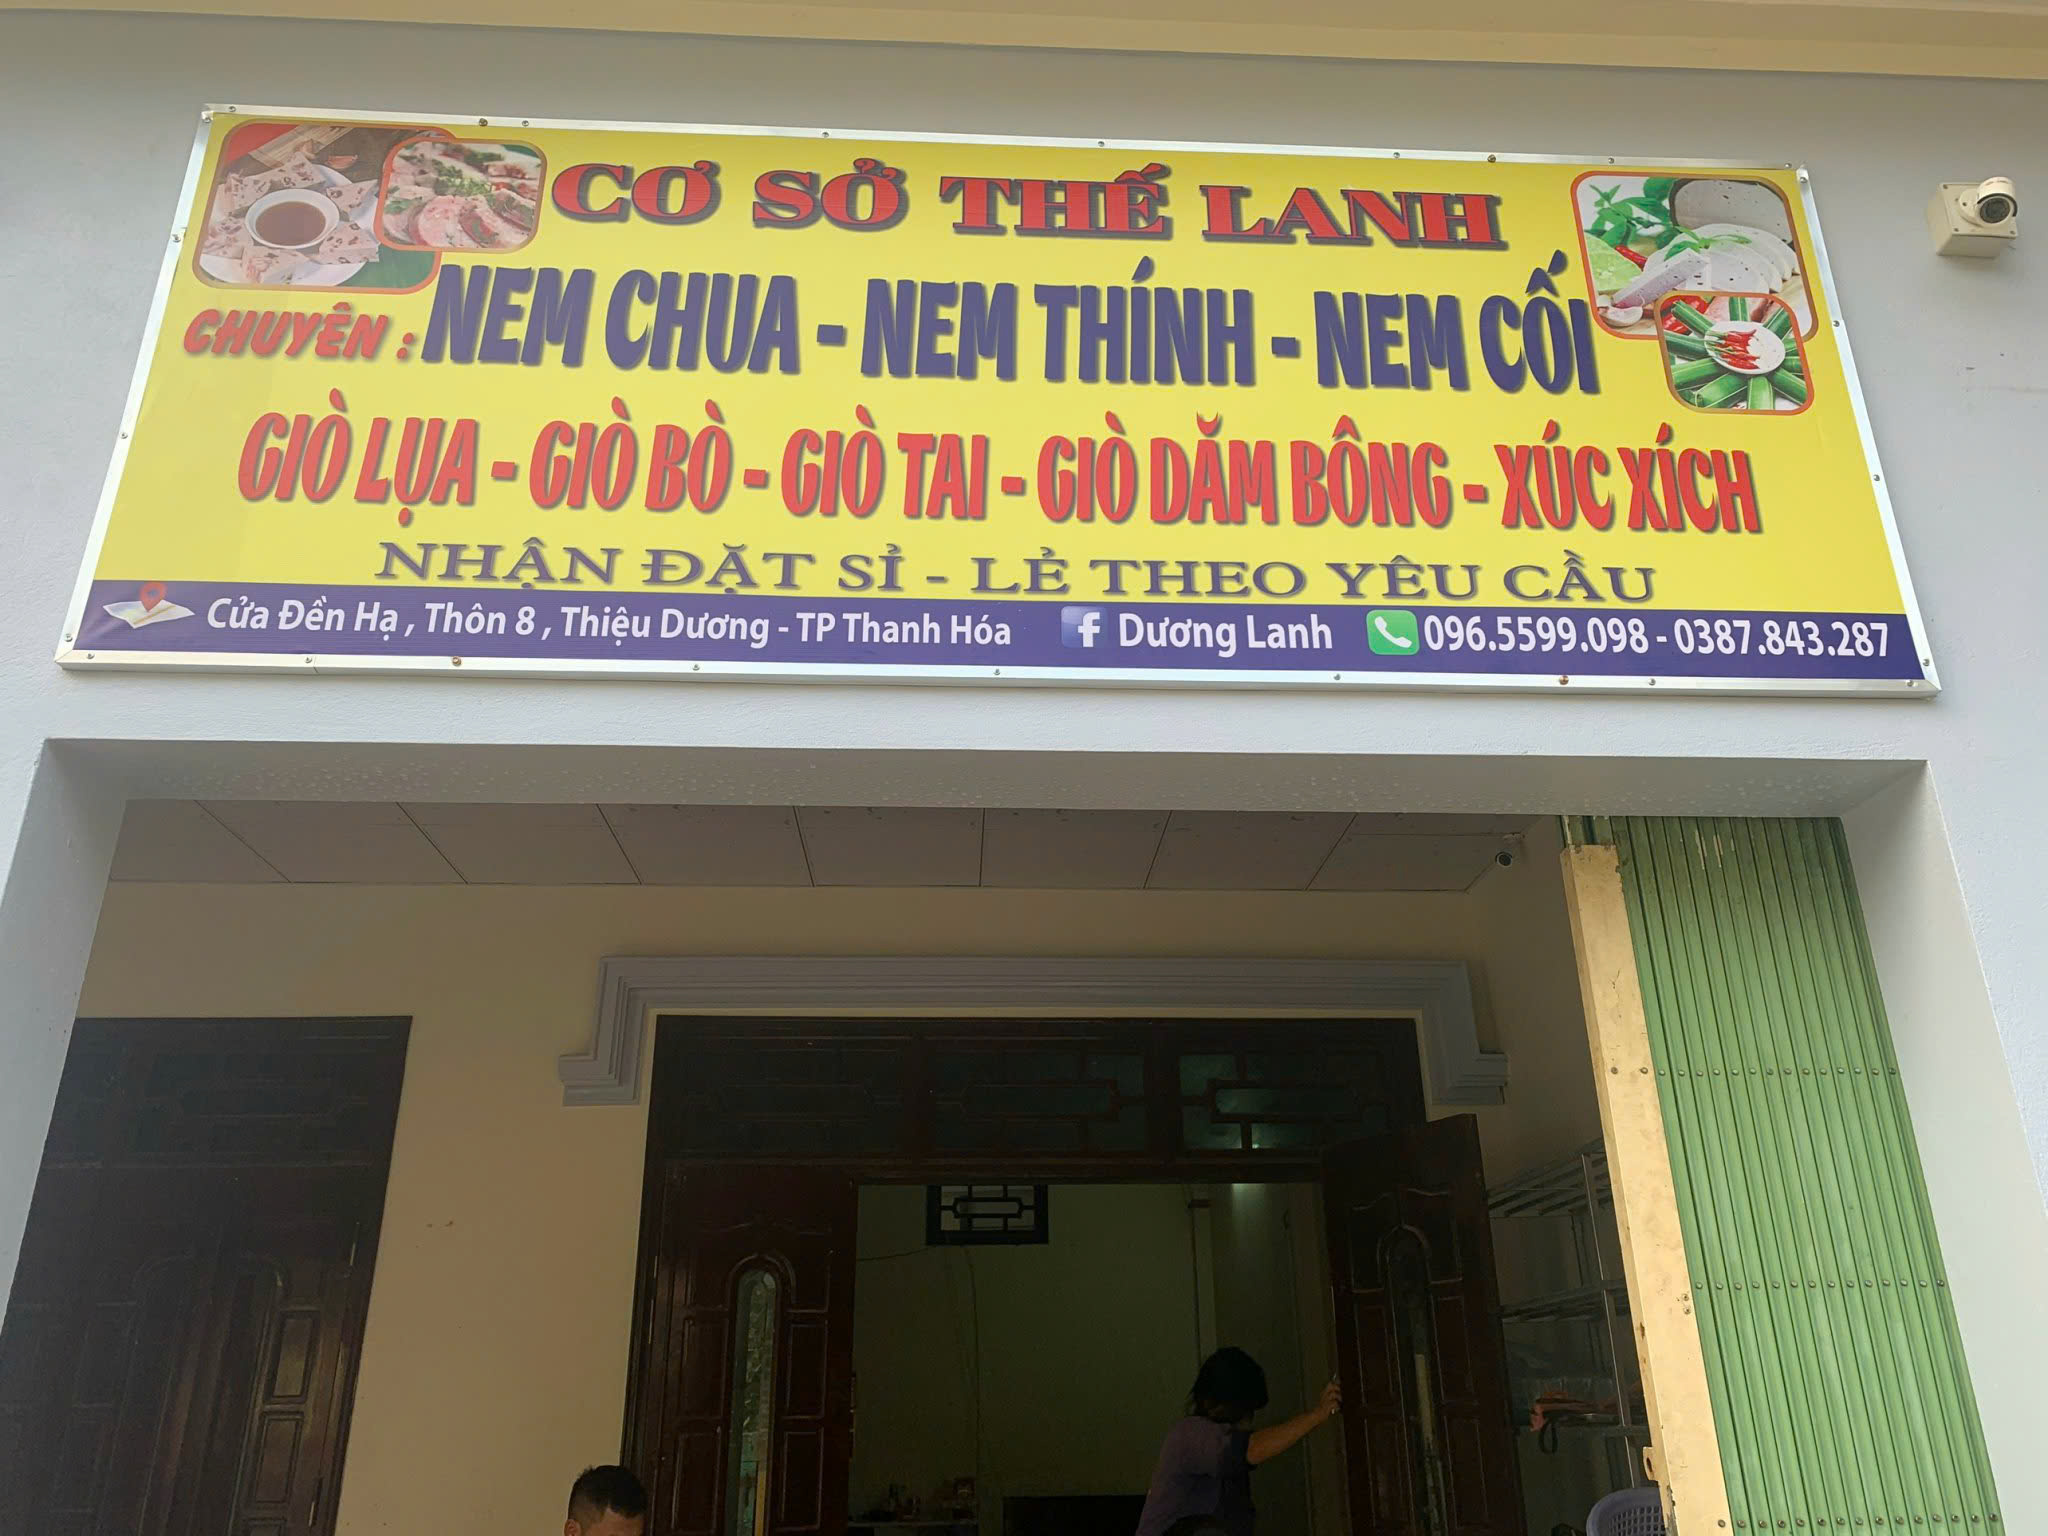 CƠ SỞ THẾ LANH
CHUYÊN : NEM CHUA - NEM THÍNH - NEM CỐI
GIÒ LỤA - GIÒ BÒ - GIÒ TAI - GIÒ DĂM BÔNG - XÚC XÍCH
NHẬN ĐẶT SỈ - LẺ THEO YÊU CẦU
Cửa Đền Hạ , Thôn 8 , Thiệu Dương - TP Thanh Hóa f Dương Lanh 096.5599.098 - 0387.843.287